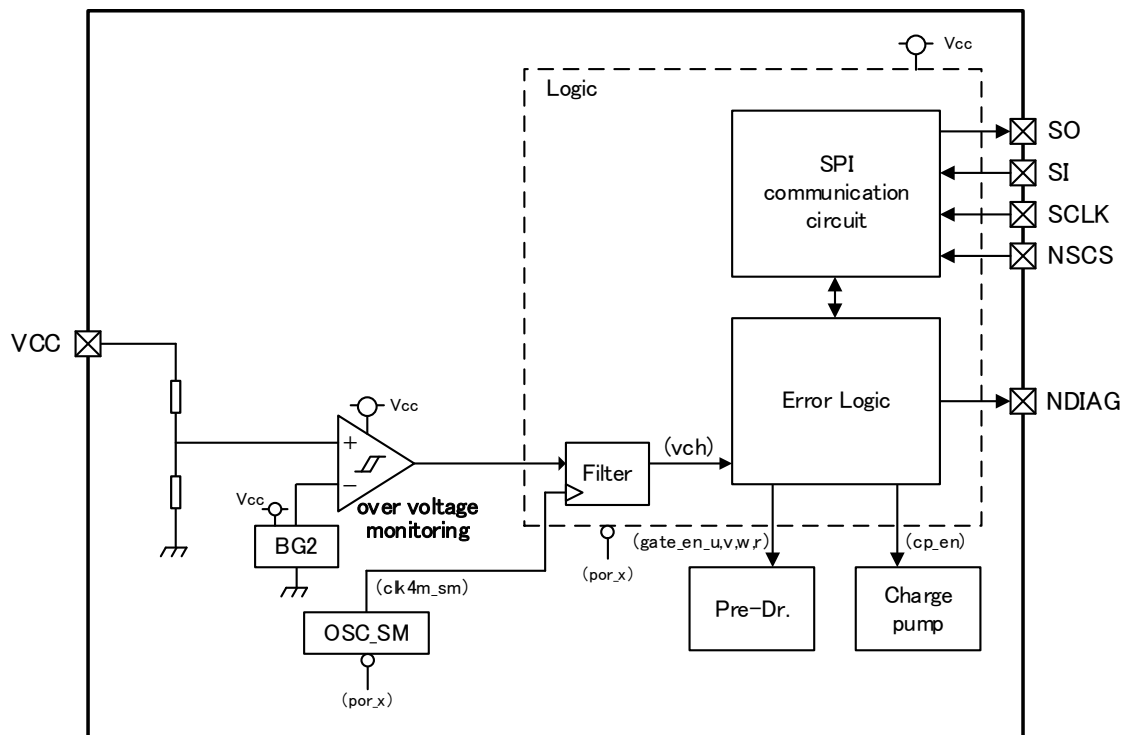 Vcc
Logic
SO
SI
SCLK
NSCS
SPI
communication
circuit
VCC
Vcc
+
−
Error Logic
NDIAG
(vch)
Filter
over voltage
monitoring
Vcc
BG2
(clk4m_sm)
OSC_SM
(por_x)
(por_x)
(gate_en_u,v,w,r)
(cp_en)
Pre-Dr.
Charge
pump